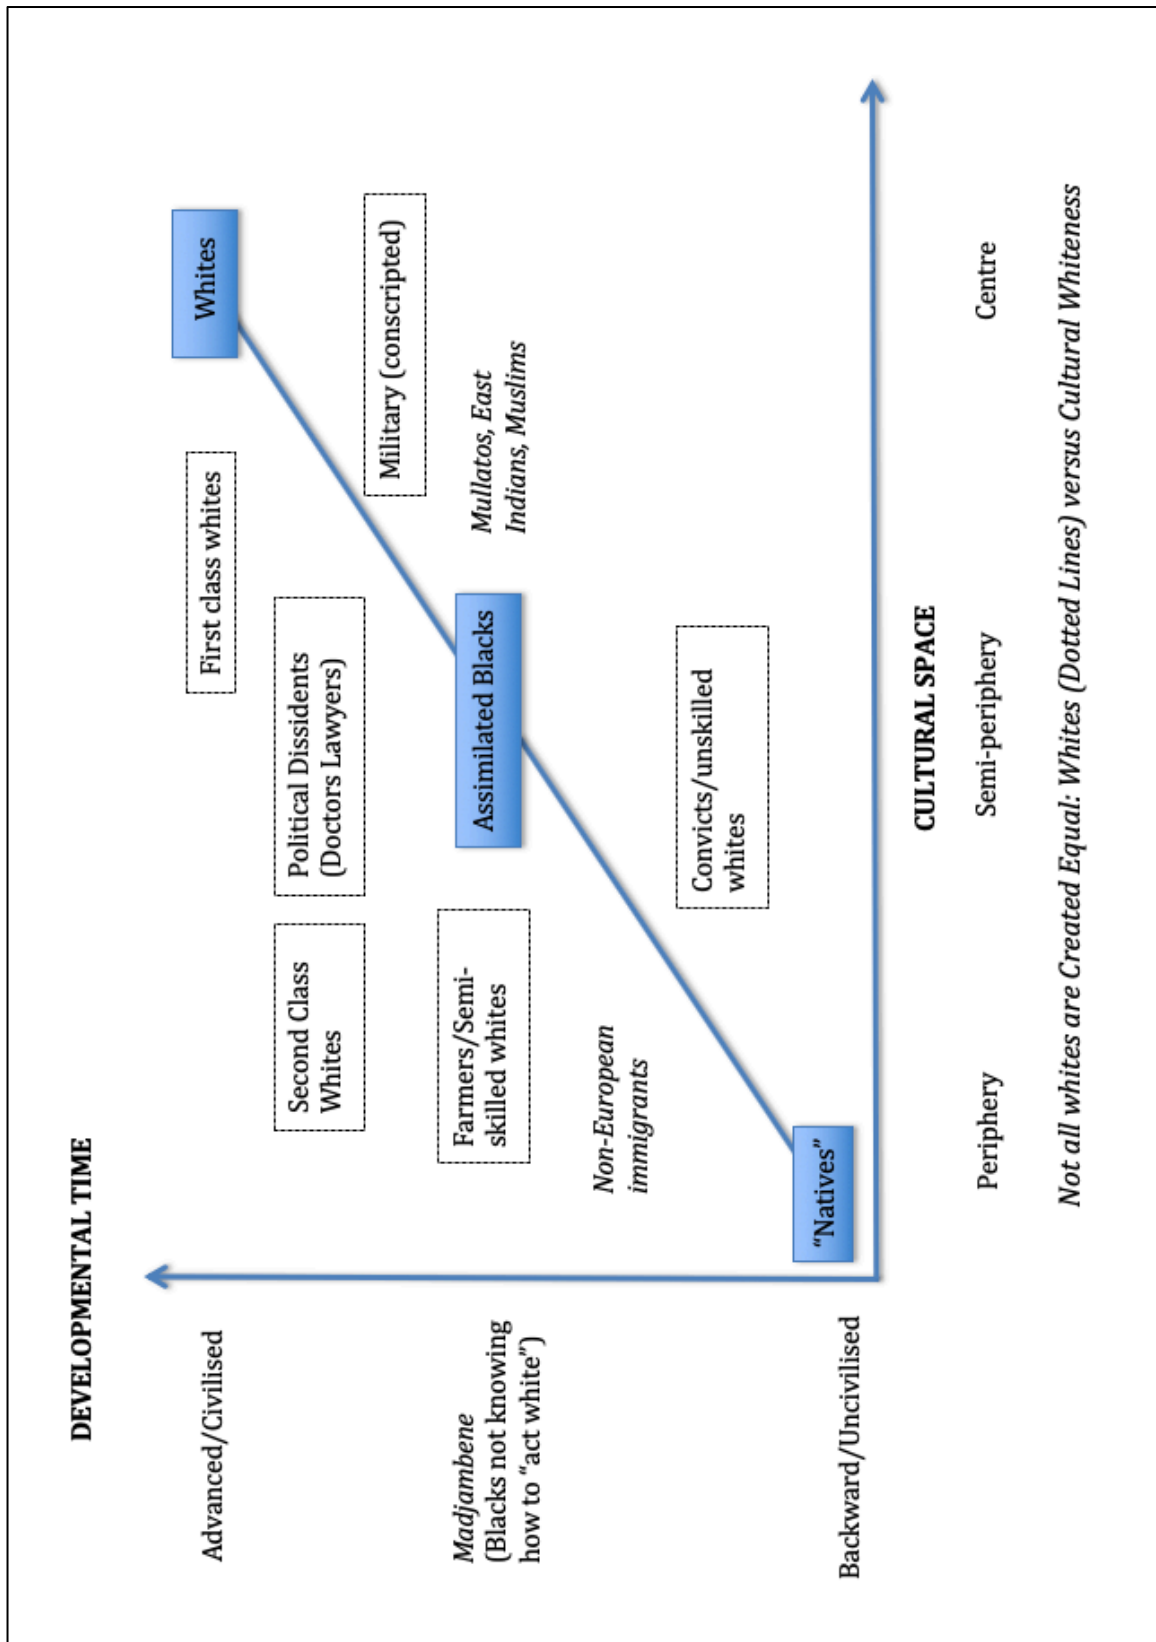 DEVELOPMENTAL TIME
Advanced/Civilised
Madjambene
(Blacks not knowing
how to “act white”)
Backward/Uncivilised
Whites
First class whites
Military (conscripted)
Political Dissidents
(Doctors Lawyers)
Second Class
Whites
Mullatos, East
Indians, Muslims
Assimilated Blacks
Farmers/Semi-
skilled whites
Non-European
immigrants
Convicts/unskilled
whites
“Natives”
CULTURAL SPACE
Periphery
Semi-periphery
Centre
Not all whites are Created Equal: Whites (Dotted Lines) versus Cultural Whiteness